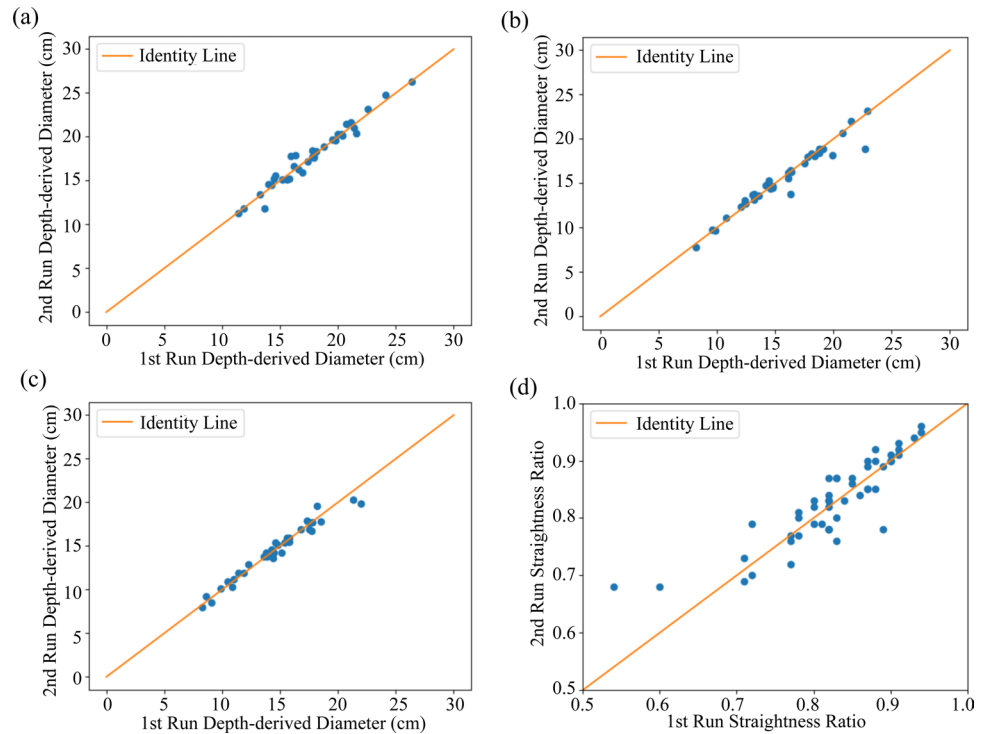 (a)
Identity Line
30
25
20
15
10
5
0
2nd Run Depth-derived Diameter (cm)
0 5 10 15 20 25 30
1st Run Depth-derived Diameter (cm)
(b)
Identity Line
30
25
20
15
10
5
0
2nd Run Depth-derived Diameter (cm)
0 5 10 15 20 25 30
1st Run Depth-derived Diameter (cm)
(c)
Identity Line
30
25
20
15
10
5
0
2nd Run Depth-derived Diameter (cm)
0 5 10 15 20 25 30
1st Run Depth-derived Diameter (cm)
(d)
Identity Line
1.0
0.9
0.8
0.7
0.6
0.5
2nd Run Straightness Ratio
0.5 0.6 0.7 0.8 0.9 1.0
1st Run Straightness Ratio